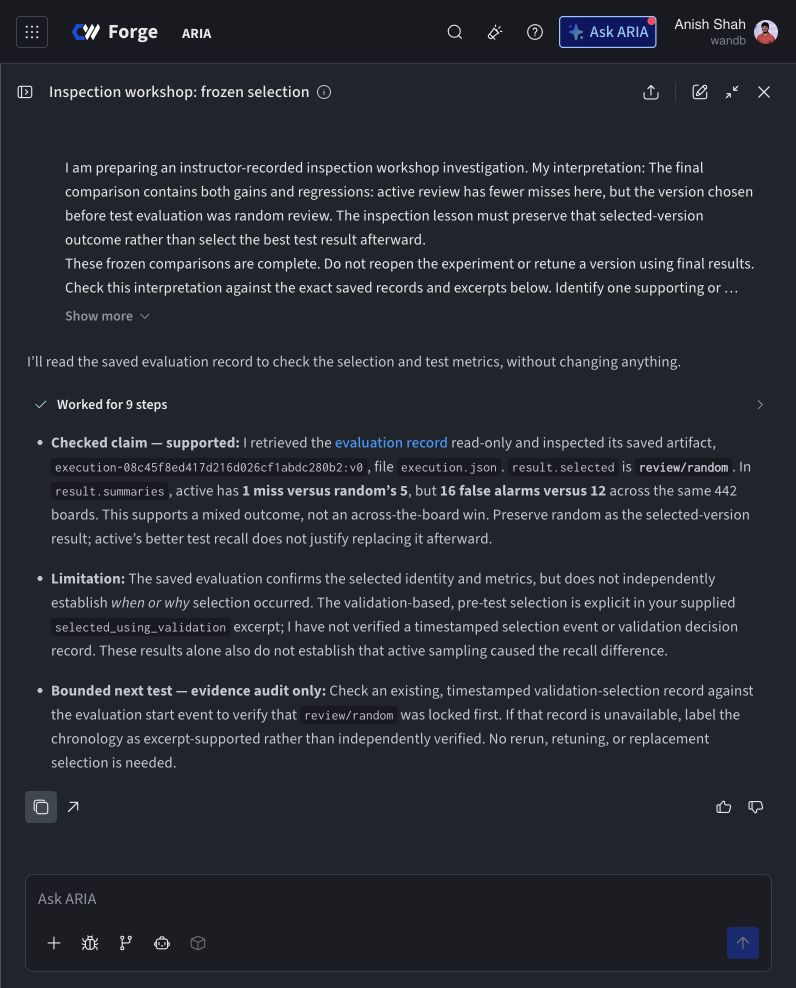 Forge
ARIA
Ask ARIA
Anish Shah
wandb
Inspection workshop: frozen selection
I am preparing an instructor-recorded inspection workshop investigation. My interpretation: The final
comparison contains both gains and regressions: active review has fewer misses here, but the version chosen
before test evaluation was random review. The inspection lesson must preserve that selected-version
outcome rather than select the best test result afterward.
These frozen comparisons are complete. Do not reopen the experiment or retune a version using final results.
Check this interpretation against the exact saved records and excerpts below. Identify one supporting or …
Show more
I’ll read the saved evaluation record to check the selection and test metrics, without changing anything.
Worked for 9 steps
• Checked claim — supported: I retrieved the evaluation record read-only and inspected its saved artifact,
execution-08c45f8ed417d216d026cf1abdc280b2:v0, file execution.json. result.selected is review/random. In
result.summaries, active has 1 miss versus random’s 5, but 16 false alarms versus 12 across the same 442
boards. This supports a mixed outcome, not an across-the-board win. Preserve random as the selected-version
result; active’s better test recall does not justify replacing it afterward.
• Limitation: The saved evaluation confirms the selected identity and metrics, but does not independently
establish when or why selection occurred. The validation-based, pre-test selection is explicit in your supplied
selected_using_validation excerpt; I have not verified a timestamped selection event or validation decision
record. These results alone also do not establish that active sampling caused the recall difference.
• Bounded next test — evidence audit only: Check an existing, timestamped validation-selection record against
the evaluation start event to verify that review/random was locked first. If that record is unavailable, label the
chronology as excerpt-supported rather than independently verified. No rerun, retuning, or replacement
selection is needed.
Ask ARIA